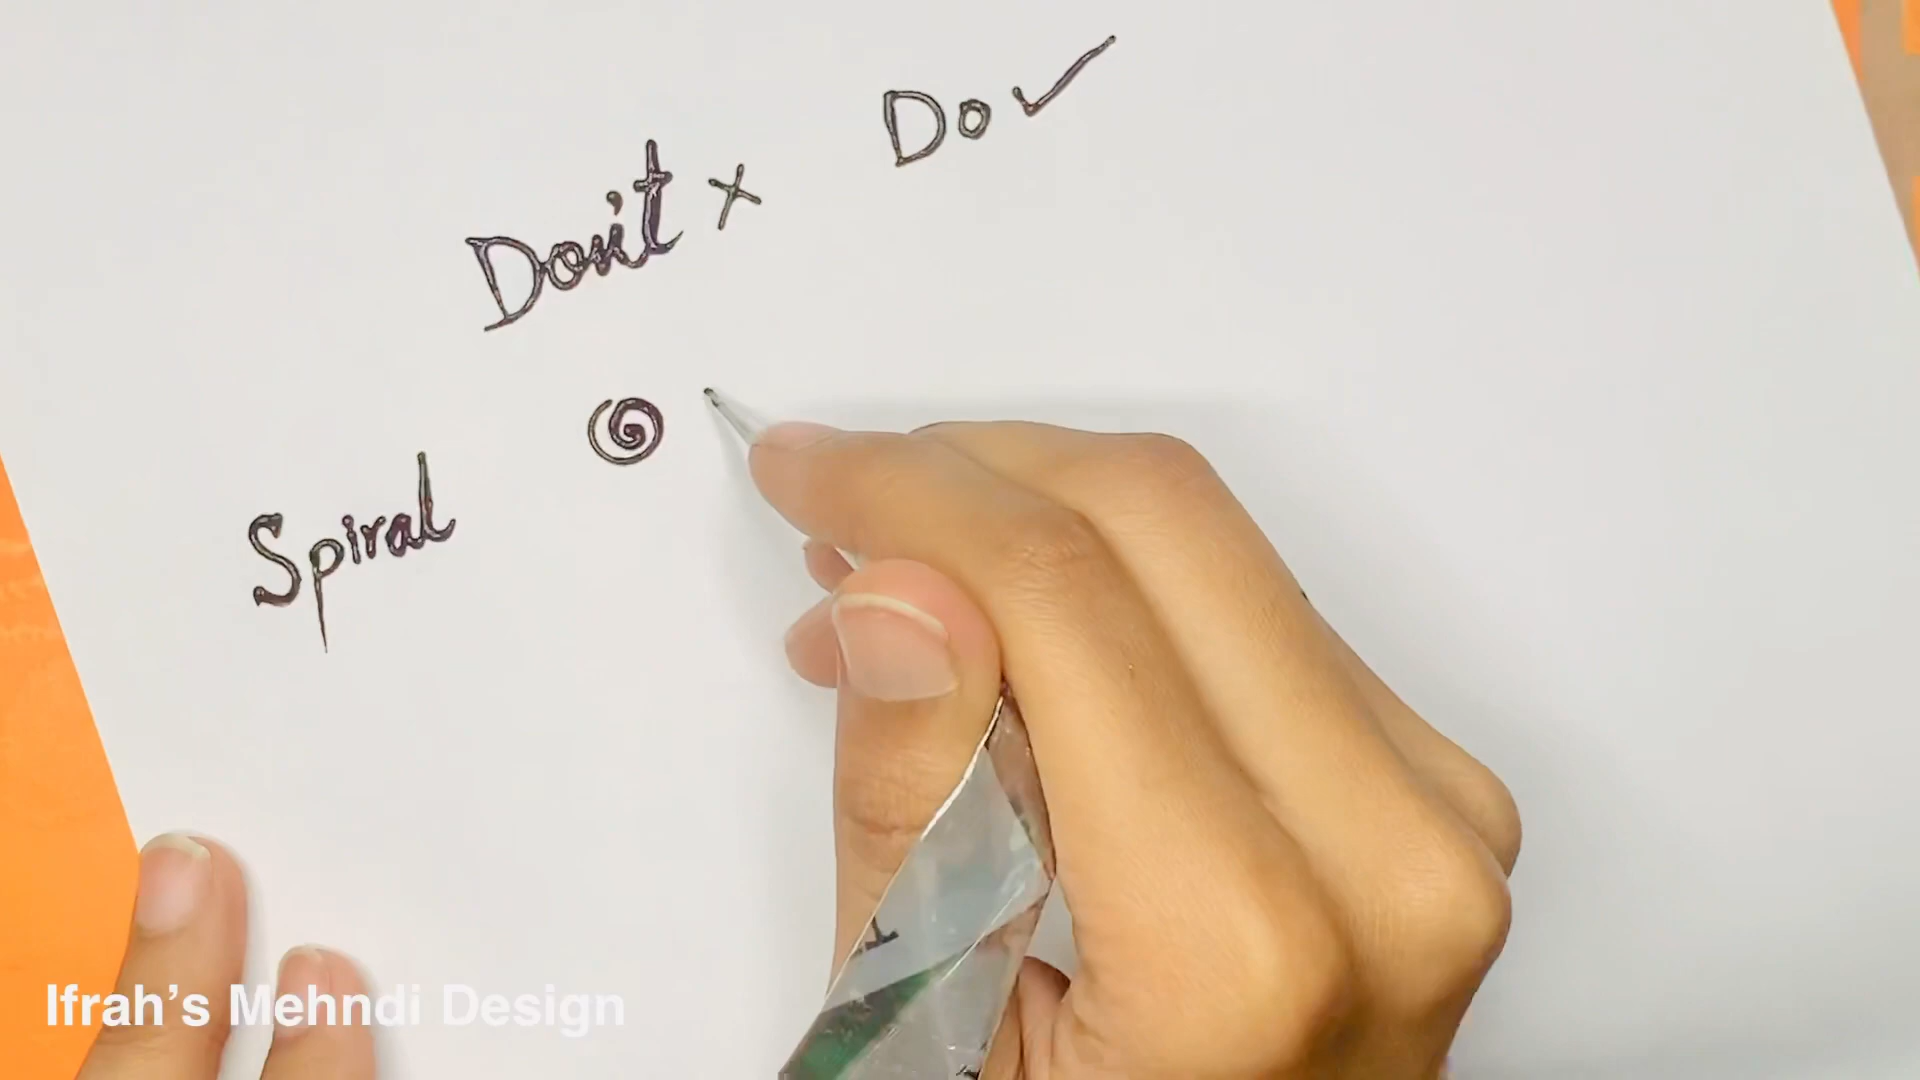 Do ✓
Don't ×
Spiral
Ifrah's Mehndi Design